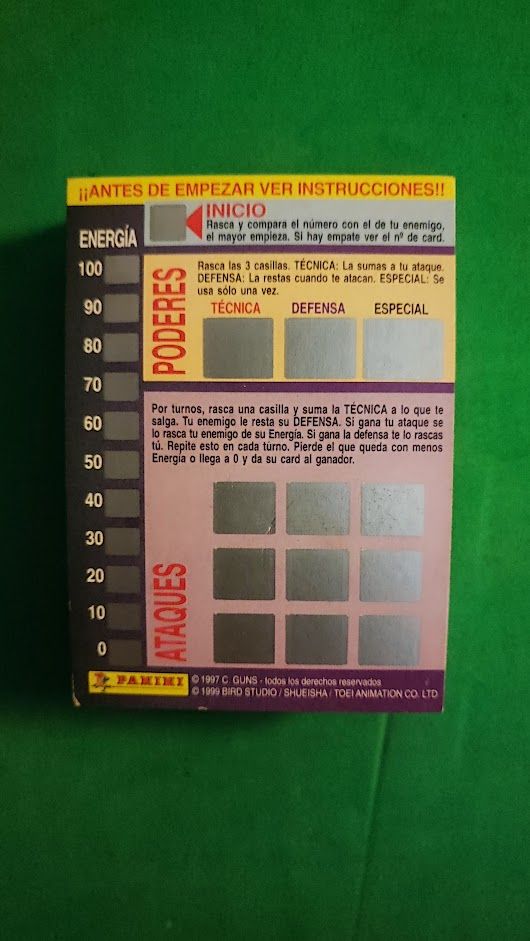 ¡¡ANTES DE EMPEZAR VER INSTRUCCIONES!!
INICIO
Rasca y compara el número con el de tu enemigo,
el mayor empieza. Si hay empate ver el nº de card.
ENERGÍA
100
90
80
70
60
50
40
30
20
10
0
PODERES
Rasca las 3 casillas. TÉCNICA: La sumas a tu ataque.
DEFENSA: La restas cuando te atacan. ESPECIAL: Se
usa sólo una vez.
TÉCNICA DEFENSA ESPECIAL
Por turnos, rasca una casilla y suma la TÉCNICA a lo que te
salga. Tu enemigo le resta su DEFENSA. Si gana tu ataque se
lo rasca tu enemigo de su Energía. Si gana la defensa te lo rascas
tú. Repite esto en cada túrno. Pierde el que queda con menos
Energía o llega a 0 y da su card al ganador.
ATAQUES
PANINI
© 1997 C. GUNS - todos los derechos reservados
© 1999 BIRD STUDIO / SHUEISHA / TOEI ANIMATION CO. LTD